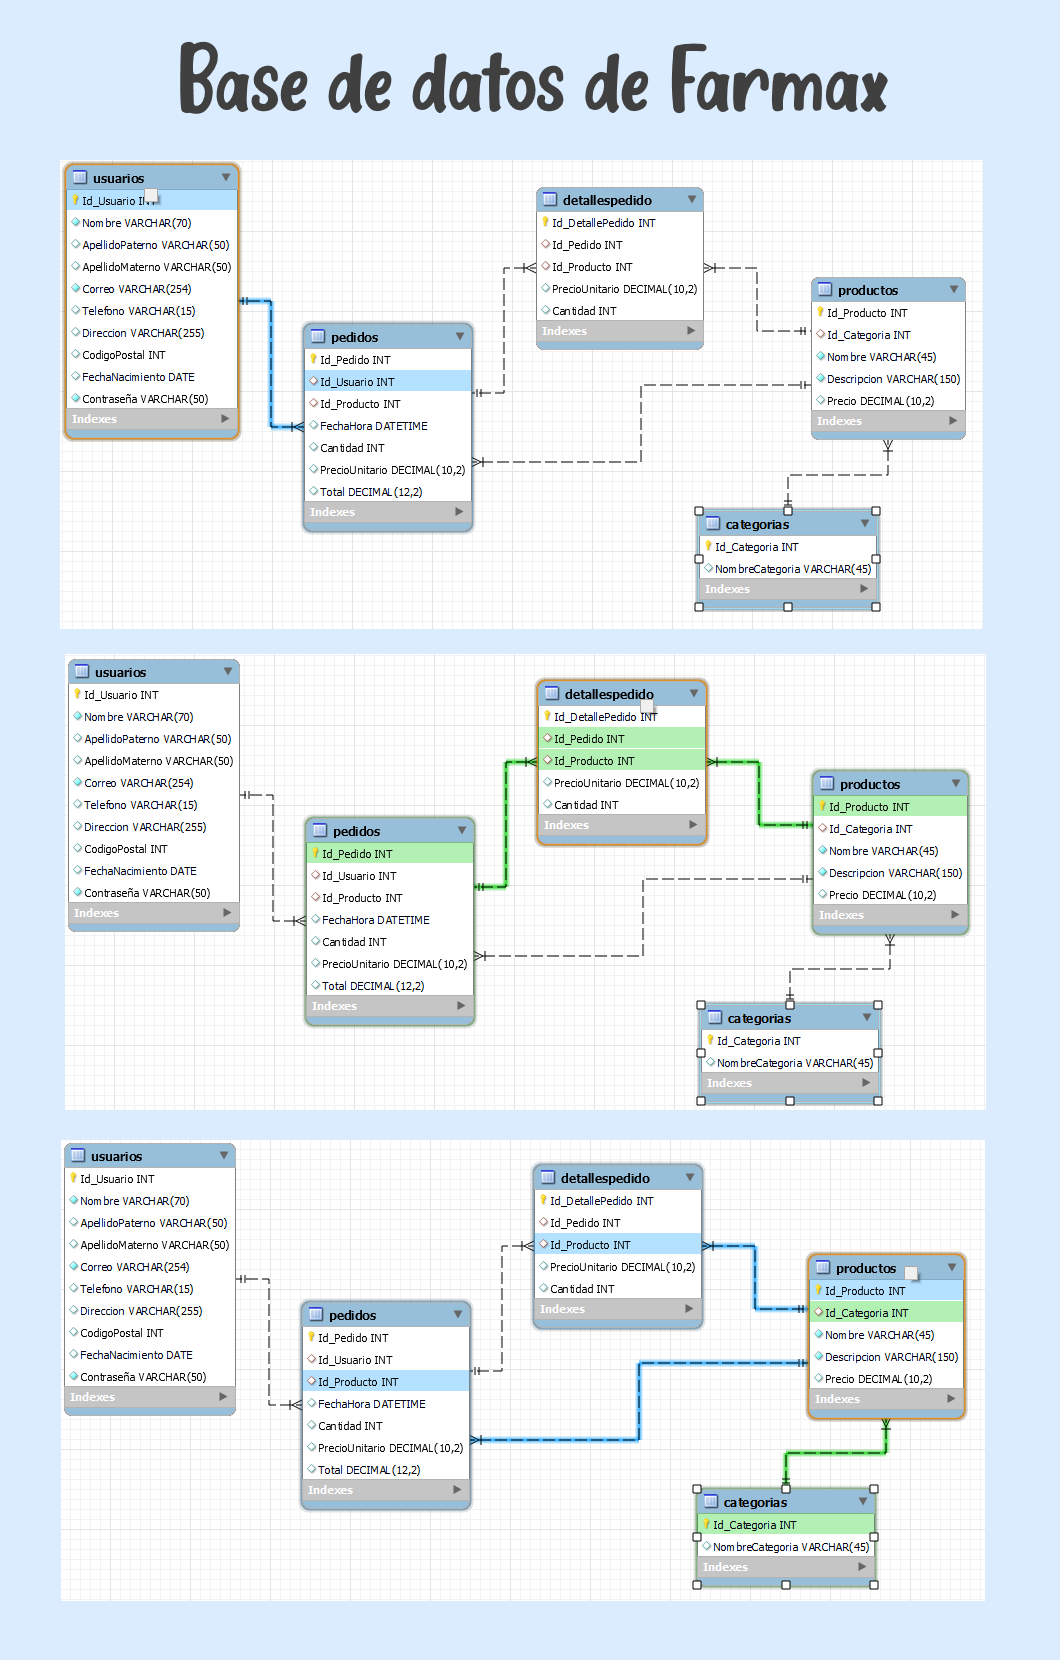 Base de datos de Farmax
usuarios
Id_Usuario INT
Nombre VARCHAR(70)
ApellidoPaterno VARCHAR(50)
ApellidoMaterno VARCHAR(50)
Correo VARCHAR(254)
Telefono VARCHAR(15)
Direccion VARCHAR(255)
CodigoPostal INT
FechaNacimiento DATE
Contraseña VARCHAR(50)
Indexes
pedidos
Id_Pedido INT
Id_Usuario INT
Id_Producto INT
FechaHora DATETIME
Cantidad INT
PrecioUnitario DECIMAL(10,2)
Total DECIMAL(12,2)
Indexes
detallespedido
Id_DetallePedido INT
Id_Pedido INT
Id_Producto INT
PrecioUnitario DECIMAL(10,2)
Cantidad INT
Indexes
productos
Id_Producto INT
Id_Categoria INT
Nombre VARCHAR(45)
Descripcion VARCHAR(150)
Precio DECIMAL(10,2)
Indexes
categorias
Id_Categoria INT
NombreCategoria VARCHAR(45)
Indexes
usuarios
Id_Usuario INT
Nombre VARCHAR(70)
ApellidoPaterno VARCHAR(50)
ApellidoMaterno VARCHAR(50)
Correo VARCHAR(254)
Telefono VARCHAR(15)
Direccion VARCHAR(255)
CodigoPostal INT
FechaNacimiento DATE
Contraseña VARCHAR(50)
Indexes
pedidos
Id_Pedido INT
Id_Usuario INT
Id_Producto INT
FechaHora DATETIME
Cantidad INT
PrecioUnitario DECIMAL(10,2)
Total DECIMAL(12,2)
Indexes
detallespedido
Id_DetallePedido INT
Id_Pedido INT
Id_Producto INT
PrecioUnitario DECIMAL(10,2)
Cantidad INT
Indexes
productos
Id_Producto INT
Id_Categoria INT
Nombre VARCHAR(45)
Descripcion VARCHAR(150)
Precio DECIMAL(10,2)
Indexes
categorias
Id_Categoria INT
NombreCategoria VARCHAR(45)
Indexes
usuarios
Id_Usuario INT
Nombre VARCHAR(70)
ApellidoPaterno VARCHAR(50)
ApellidoMaterno VARCHAR(50)
Correo VARCHAR(254)
Telefono VARCHAR(15)
Direccion VARCHAR(255)
CodigoPostal INT
FechaNacimiento DATE
Contraseña VARCHAR(50)
Indexes
pedidos
Id_Pedido INT
Id_Usuario INT
Id_Producto INT
FechaHora DATETIME
Cantidad INT
PrecioUnitario DECIMAL(10,2)
Total DECIMAL(12,2)
Indexes
detallespedido
Id_DetallePedido INT
Id_Pedido INT
Id_Producto INT
PrecioUnitario DECIMAL(10,2)
Cantidad INT
Indexes
productos
Id_Producto INT
Id_Categoria INT
Nombre VARCHAR(45)
Descripcion VARCHAR(150)
Precio DECIMAL(10,2)
Indexes
categorias
Id_Categoria INT
NombreCategoria VARCHAR(45)
Indexes